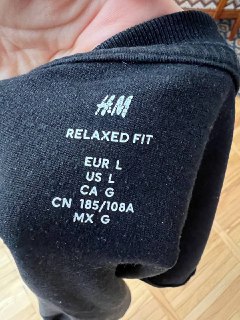 H&M
RELAXED FIT
EUR L
US L
CA G
CN 185/108A
MX G